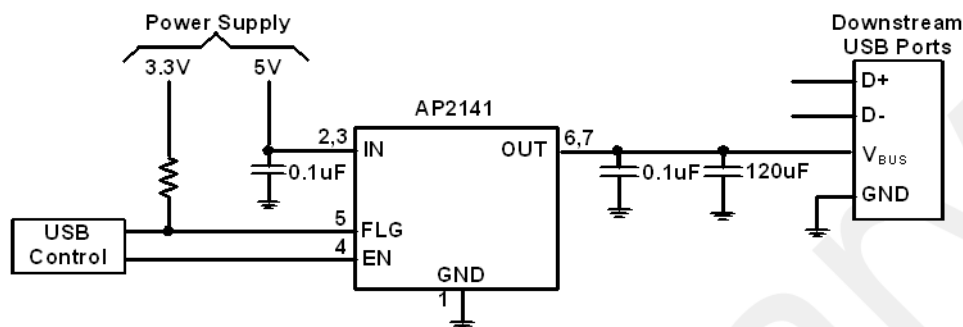 Power Supply
3.3V
5V
Downstream
USB Ports
AP2141
D+
D-
VBUS
GND
2,3
IN
OUT
6,7
0.1uF
0.1uF
120uF
USB
Control
5
FLG
4
EN
GND
1